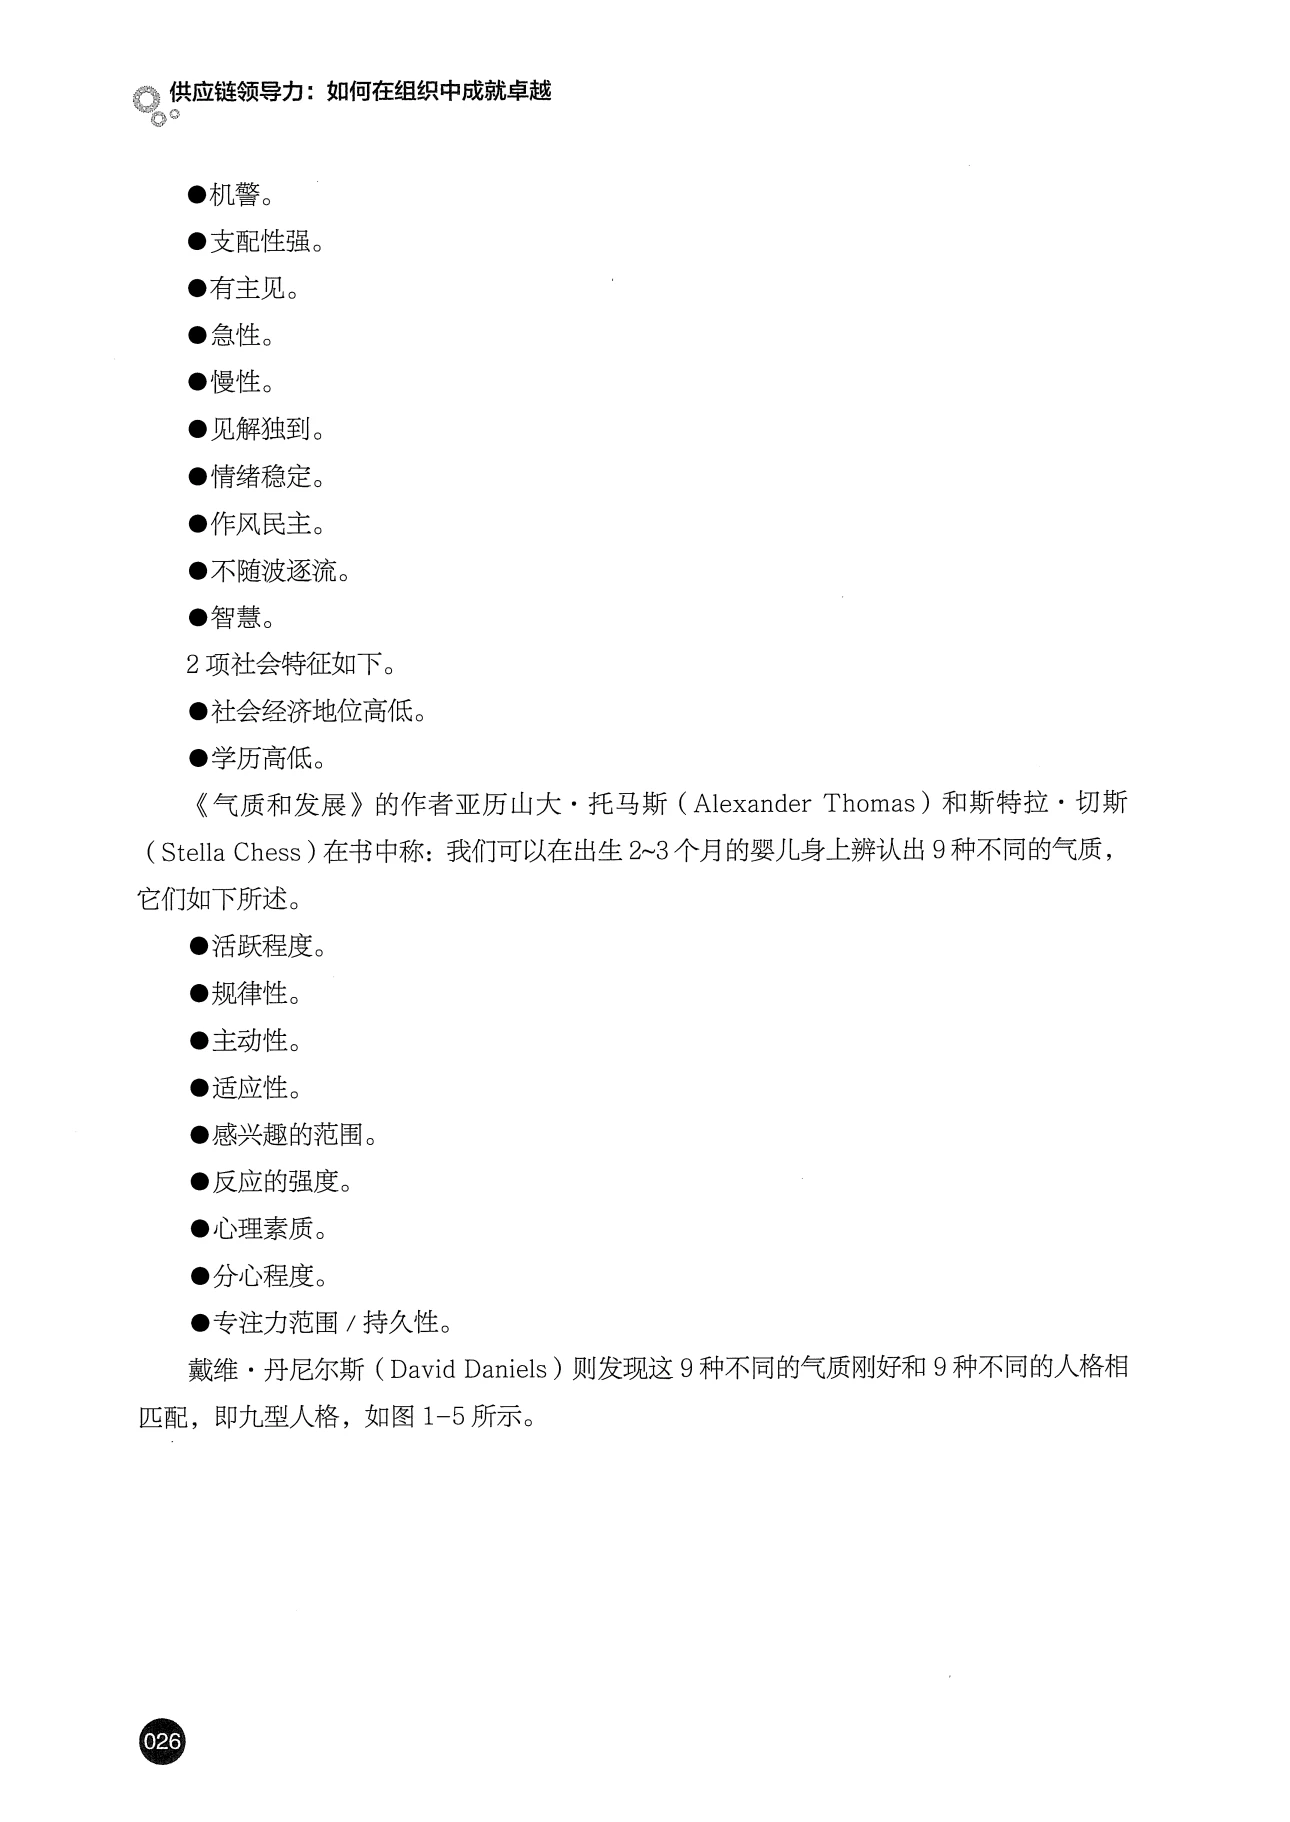 供应链领导力：如何在组织中成就卓越
●机警。
●支配性强。
●有主见。
●急性。
●慢性。
●见解独到。
●情绪稳定。
●作风民主。
●不随波逐流。
●智慧。
2 项社会特征如下。
●社会经济地位高低。
●学历高低。
《气质和发展》的作者亚历山大·托马斯（Alexander Thomas）和斯特拉·切斯
（Stella Chess）在书中称：我们可以在出生 2~3 个月的婴儿身上辨认出 9 种不同的气质，
它们如下所述。
●活跃程度。
●规律性。
●主动性。
●适应性。
●感兴趣的范围。
●反应的强度。
●心理素质。
●分心程度。
●专注力范围 / 持久性。
戴维·丹尼尔斯（David Daniels）则发现这 9 种不同的气质刚好和 9 种不同的人格相
匹配，即九型人格，如图 1-5 所示。
026